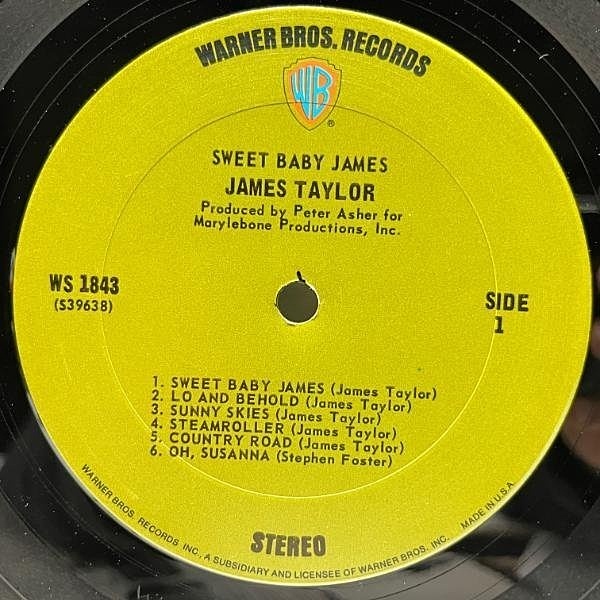 WARNER BROS. RECORDS
WB
®
SWEET BABY JAMES
JAMES TAYLOR
Produced by Peter Asher for
Marylebone Productions, Inc.
WS 1843
(S39638)
SIDE
1
1. SWEET BABY JAMES (James Taylor)
2. LO AND BEHOLD (James Taylor)
3. SUNNY SKIES (James Taylor)
4. STEAMROLLER (James Taylor)
5. COUNTRY ROAD (James Taylor)
6. OH, SUSANNA (Stephen Foster)
STEREO
WARNER BROS. RECORDS INC., A SUBSIDIARY AND LICENSEE OF WARNER BROS. INC. MADE IN U.S.A.